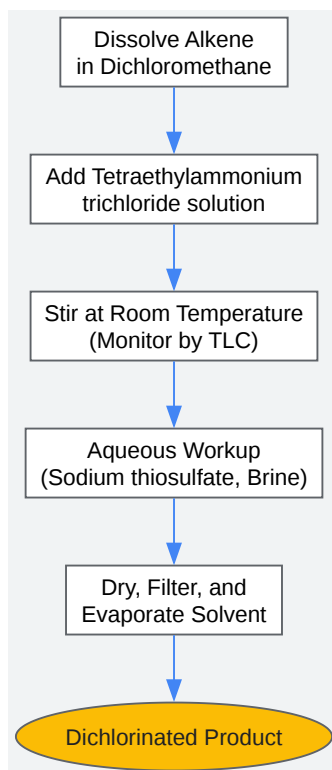 Dissolve Alkene
in Dichloromethane
Add Tetraethylammonium
trichloride solution
Stir at Room Temperature
(Monitor by TLC)
Aqueous Workup
(Sodium thiosulfate, Brine)
Dry, Filter, and
Evaporate Solvent
Dichlorinated Product